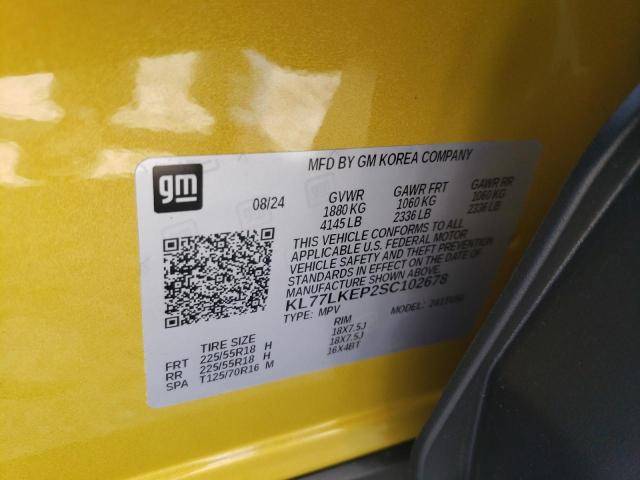 gm
MFD BY GM KOREA COMPANY
08/24
GVWR GAWR FRT GAWR RR
1880 KG 1060 KG 1060 KG
4145 LB 2336 LB 2336 LB
THIS VEHICLE CONFORMS TO ALL
APPLICABLE U.S. FEDERAL MOTOR
VEHICLE SAFETY AND THEFT PREVENTION
STANDARDS IN EFFECT ON THE DATE OF
MANUFACTURE SHOWN ABOVE.
KL77LKEP2SC102678
TYPE: MPV MODEL:
TIRE SIZE RIM
FRT 225/55R18 H 18X7.5J
RR 225/55R18 H 18X7.5J
SPA T125/70R16 M 16X4BT